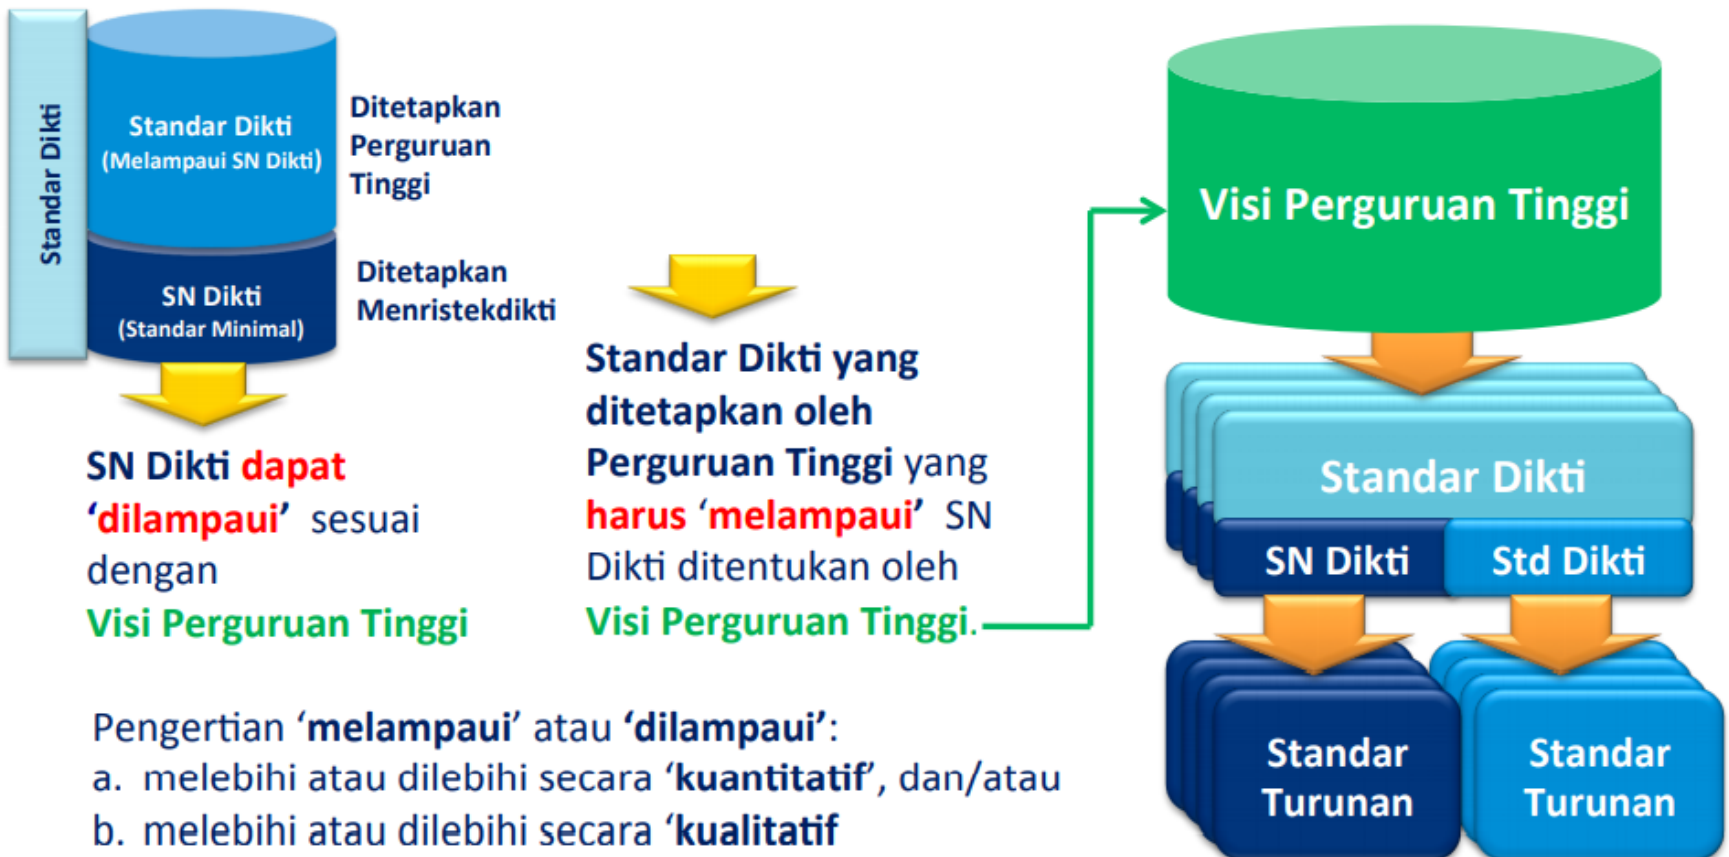 Standar Dikti
Standar Dikti
(Melampaui SN Dikti)
SN Dikti
(Standar Minimal)
Ditetapkan
Perguruan
Tinggi
Ditetapkan
Menristekdikti
SN Dikti dapat
‘dilampaui’ sesuai
dengan
Visi Perguruan Tinggi
Standar Dikti yang
ditetapkan oleh
Perguruan Tinggi yang
harus ‘melampaui’ SN
Dikti ditentukan oleh
Visi Perguruan Tinggi.
Pengertian ‘melampaui’ atau ‘dilampaui’:
a. melebihi atau dilebihi secara ‘kuantitatif’, dan/atau
b. melebihi atau dilebihi secara ‘kualitatif
Visi Perguruan Tinggi
Standar Dikti
SN Dikti
Std Dikti
Standar
Turunan
Standar
Turunan